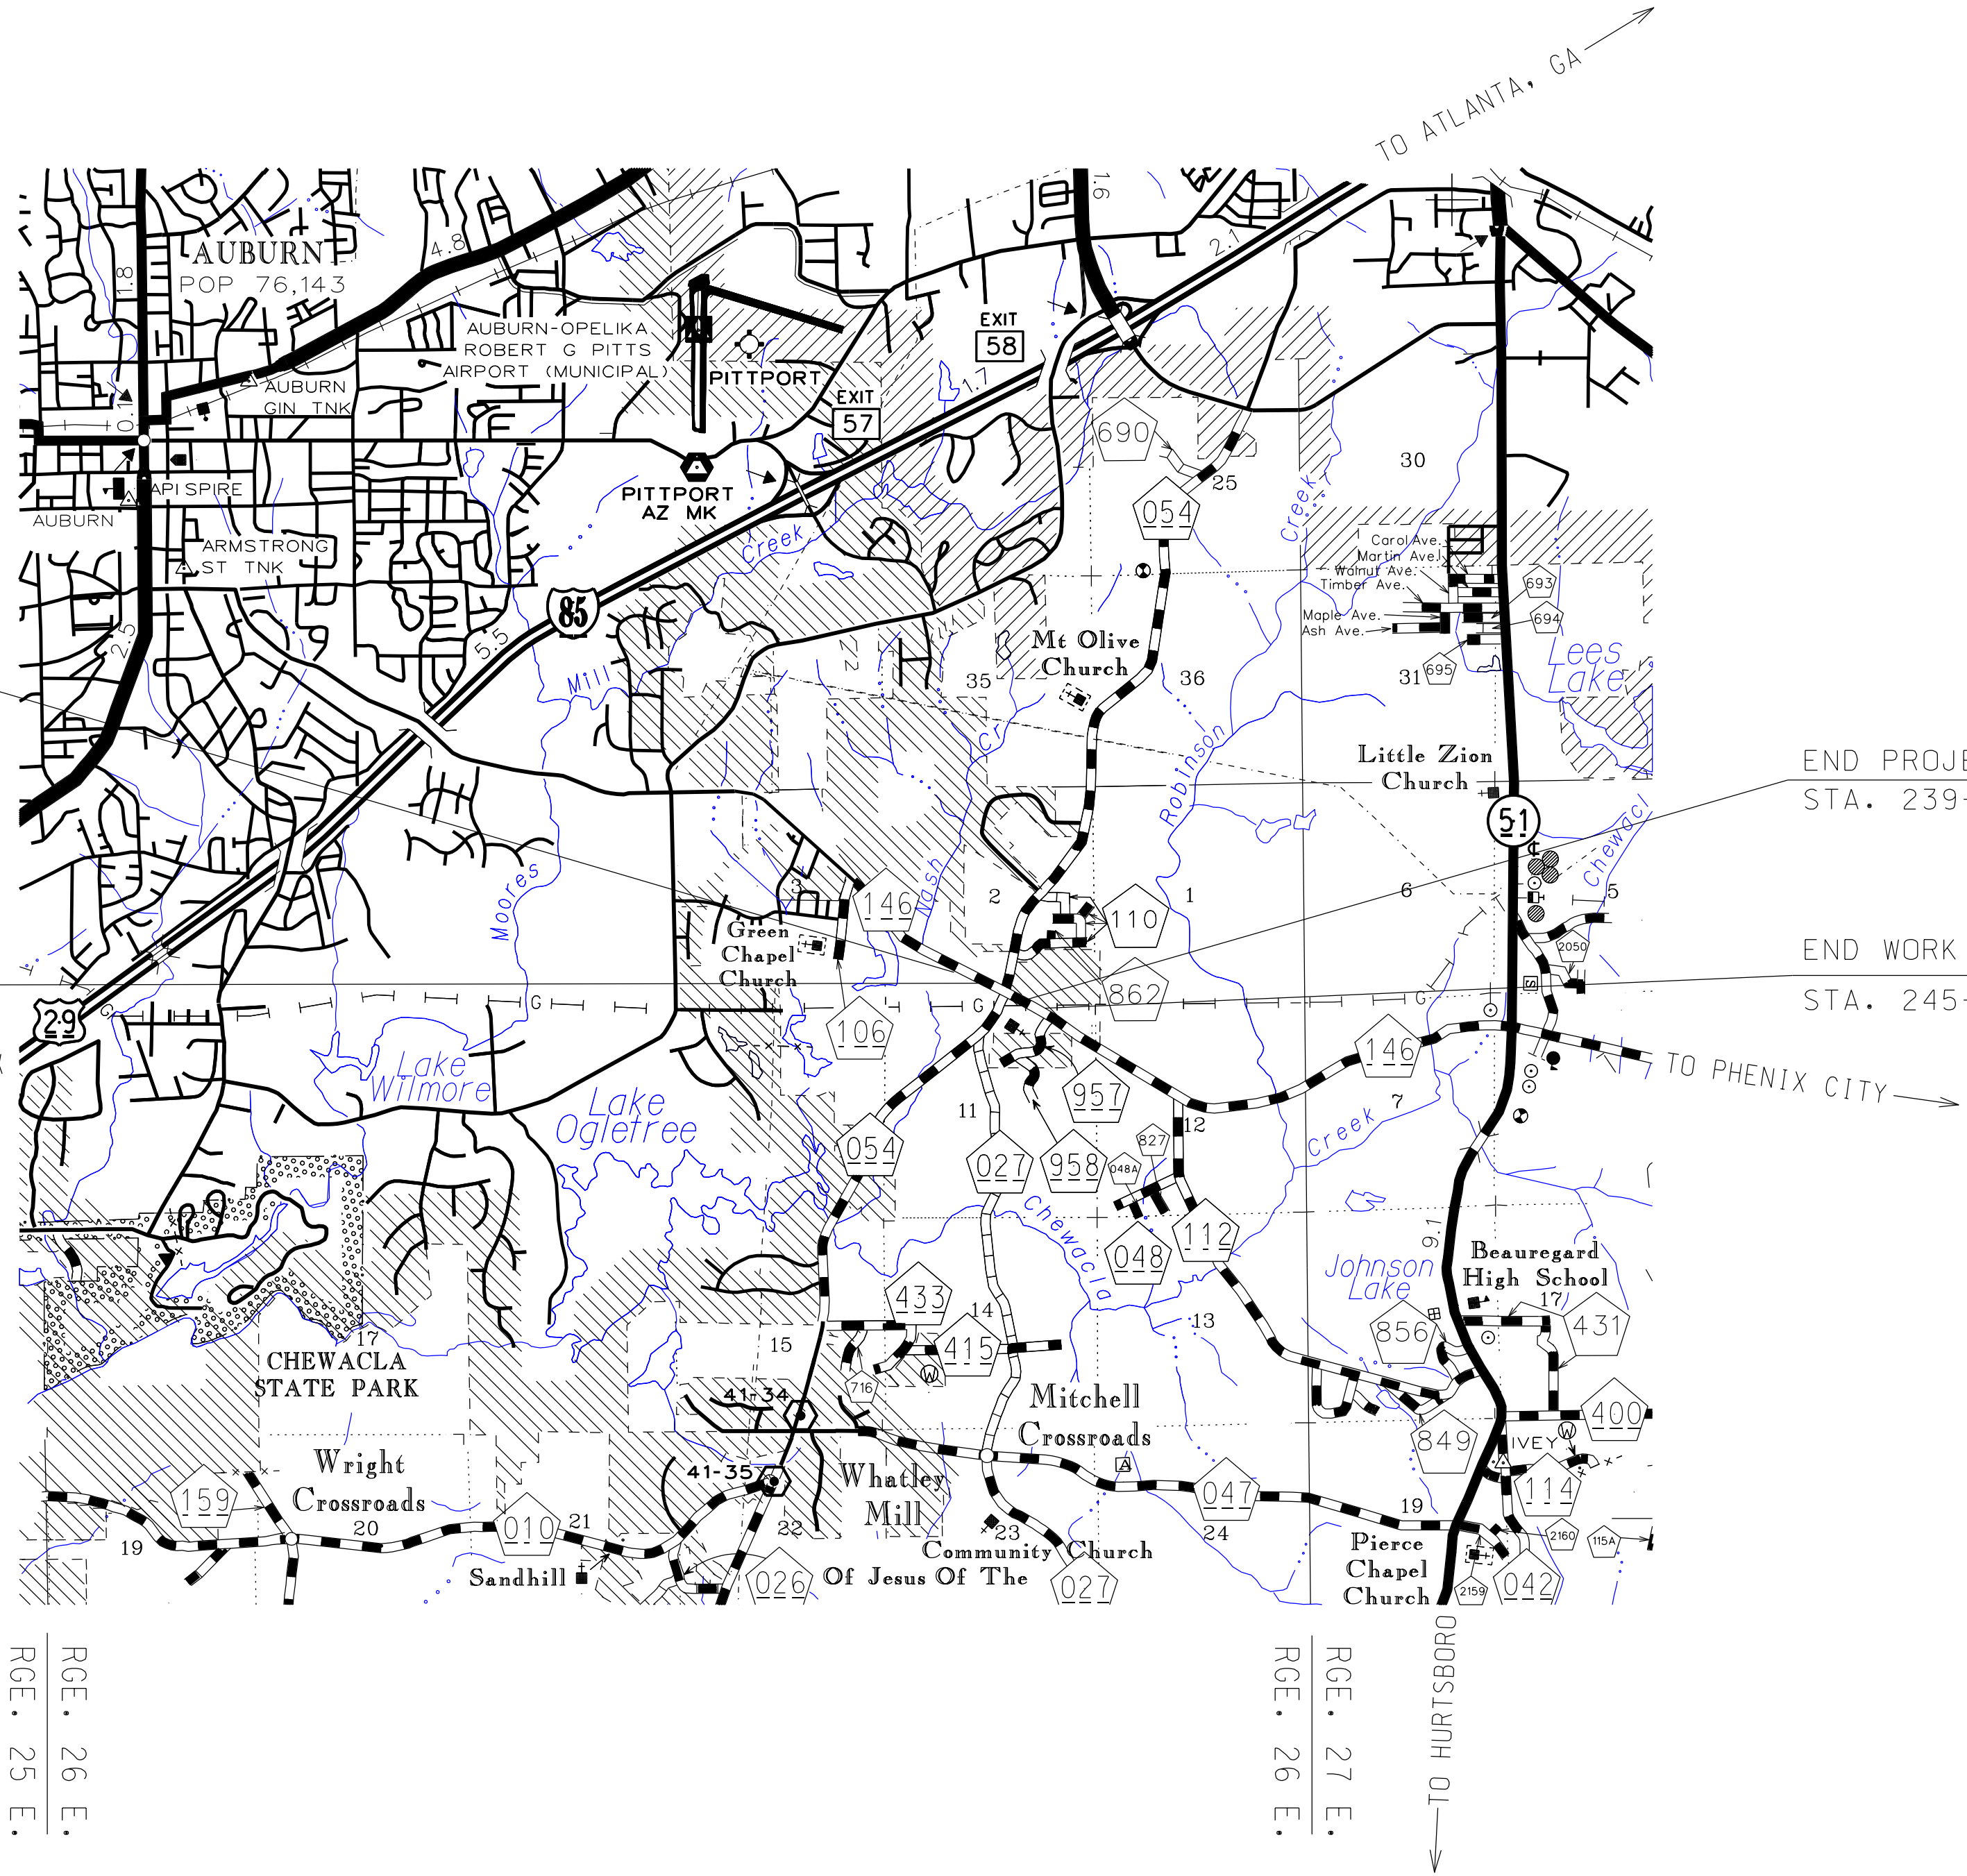 TO ATLANTA, GA
AUBURN
POP 76,143
4.8
1.8
1.6
2.1
AUBURN-OPELIKA
ROBERT G PITTS
AIRPORT (MUNICIPAL)
PITTPORT
EXIT
58
EXIT
57
1.7
AUBURN
GIN TNK
0.1
690
30
25
PITTPORT
AZ MK
API SPIRE
AUBURN
054
Creek
Creek
ARMSTRONG
ST TNK
Carol Ave.
Martin Ave.
Walnut Ave.
Timber Ave.
693
Maple Ave.
694
Ash Ave.
85
2.5
5.5
Mt Olive
Church
Lees
Lake
22
35
36
31
695
Mill
Cr
Robinson
Little Zion
Church
END PROJE
STA. 239+
51
Chewacl
Moores
Nash
3
146
2
1
6
5
110
Green
Chapel
Church
2050
END WORK
STA. 245+
862
S
G
G
G
G
29
106
146
Lake
Wilmore
TO PHENIX CITY
957
Lake
Ogletree
11
7
12
Creek
054
027
958
827
048A
Chewacla
112
048
9.1
Beauregard
High School
Johnson
Lake
17
433
14
13
856
431
415
15
17
CHEWACLA
STATE PARK
716
W
41-34
Mitchell
Crossroads
400
849
IVEY
W
Wright
Crossroads
41-35
Whatley
Mill
A
159
047
114
19
20
010
21
22
23
24
19
2160
115A
Community Church
Of Jesus Of The
Pierce
Chapel
Church
Sandhill
026
027
2159
042
TO HURTSBORO
RGE. 26 E.
RGE. 25 E.
RGE. 27 E.
RGE. 26 E.